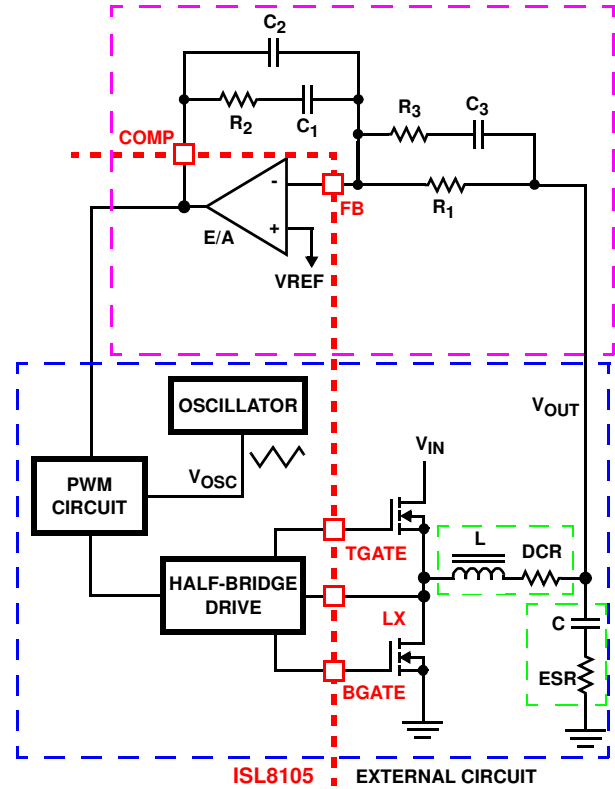 C2
R2
C1
R3
C3
COMP
R1
FB
-
+
E/A
VREF
OSCILLATOR
VOUT
VIN
PWM
CIRCUIT
VOSC
TGATE
L
DCR
HALF-BRIDGE
DRIVE
LX
C
BGATE
ESR
ISL8105
EXTERNAL CIRCUIT